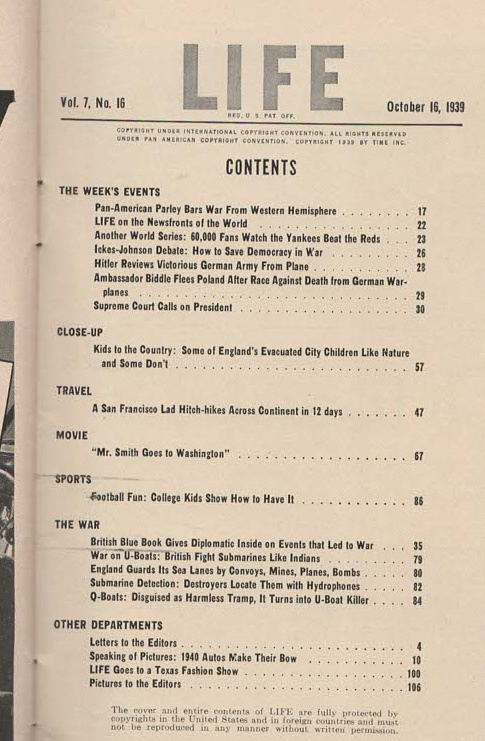 LIFE
Vol. 7, No. 16
REG. U. S. PAT. OFF.
October 16, 1939
COPYRIGHT UNDER INTERNATIONAL COPYRIGHT CONVENTION. ALL RIGHTS RESERVED
UNDER PAN AMERICAN COPYRIGHT CONVENTION. COPYRIGHT 1939 BY TIME INC.
CONTENTS
THE WEEK'S EVENTS
Pan-American Parley Bars War From Western Hemisphere . . . . . . . . 17
LIFE on the Newsfronts of the World . . . . . . . . . . . . . . . . 22
Another World Series: 60,000 Fans Watch the Yankees Beat the Reds . . . 23
Ickes-Johnson Debate: How to Save Democracy in War . . . . . . . . . 26
Hitler Reviews Victorious German Army From Plane . . . . . . . . . . 28
Ambassador Biddle Flees Poland After Race Against Death from German War-
planes . . . . . . . . . . . . . . . . . . . . . . . . . . . 29
Supreme Court Calls on President . . . . . . . . . . . . . . . . . 30
CLOSE-UP
Kids to the Country: Some of England's Evacuated City Children Like Nature
and Some Don't . . . . . . . . . . . . . . . . . . . . . . . . 57
TRAVEL
A San Francisco Lad Hitch-hikes Across Continent in 12 days . . . . . . 47
MOVIE
"Mr. Smith Goes to Washington" . . . . . . . . . . . . . . . . . . 67
SPORTS
Football Fun: College Kids Show How to Have It . . . . . . . . . . . 86
THE WAR
British Blue Book Gives Diplomatic Inside on Events that Led to War . . . 35
War on U-Boats: British Fight Submarines Like Indians . . . . . . . . 79
England Guards Its Sea Lanes by Convoys, Mines, Planes, Bombs . . . . . 80
Submarine Detection: Destroyers Locate Them with Hydrophones . . . . . 82
Q-Boats: Disguised as Harmless Tramp, It Turns into U-Boat Killer . . . . 84
OTHER DEPARTMENTS
Letters to the Editors . . . . . . . . . . . . . . . . . . . . . . . 4
Speaking of Pictures: 1940 Autos Make Their Bow . . . . . . . . . . 10
LIFE Goes to a Texas Fashion Show . . . . . . . . . . . . . . . . . 100
Pictures to the Editors . . . . . . . . . . . . . . . . . . . . . . 106
The cover and entire contents of LIFE are fully protected by
copyrights in the United States and in foreign countries and must
not be reproduced in any manner without written permission.